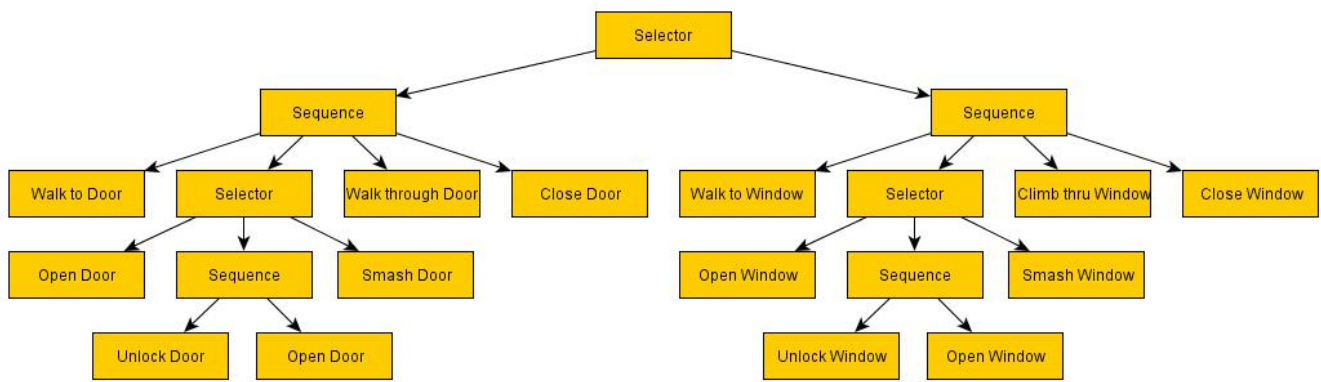 Selector
Sequence
Sequence
Walk to Door
Selector
Walk through Door
Close Door
Walk to Window
Selector
Climb thru Window
Close Window
Open Door
Sequence
Smash Door
Open Window
Sequence
Smash Window
Unlock Door
Open Door
Unlock Window
Open Window